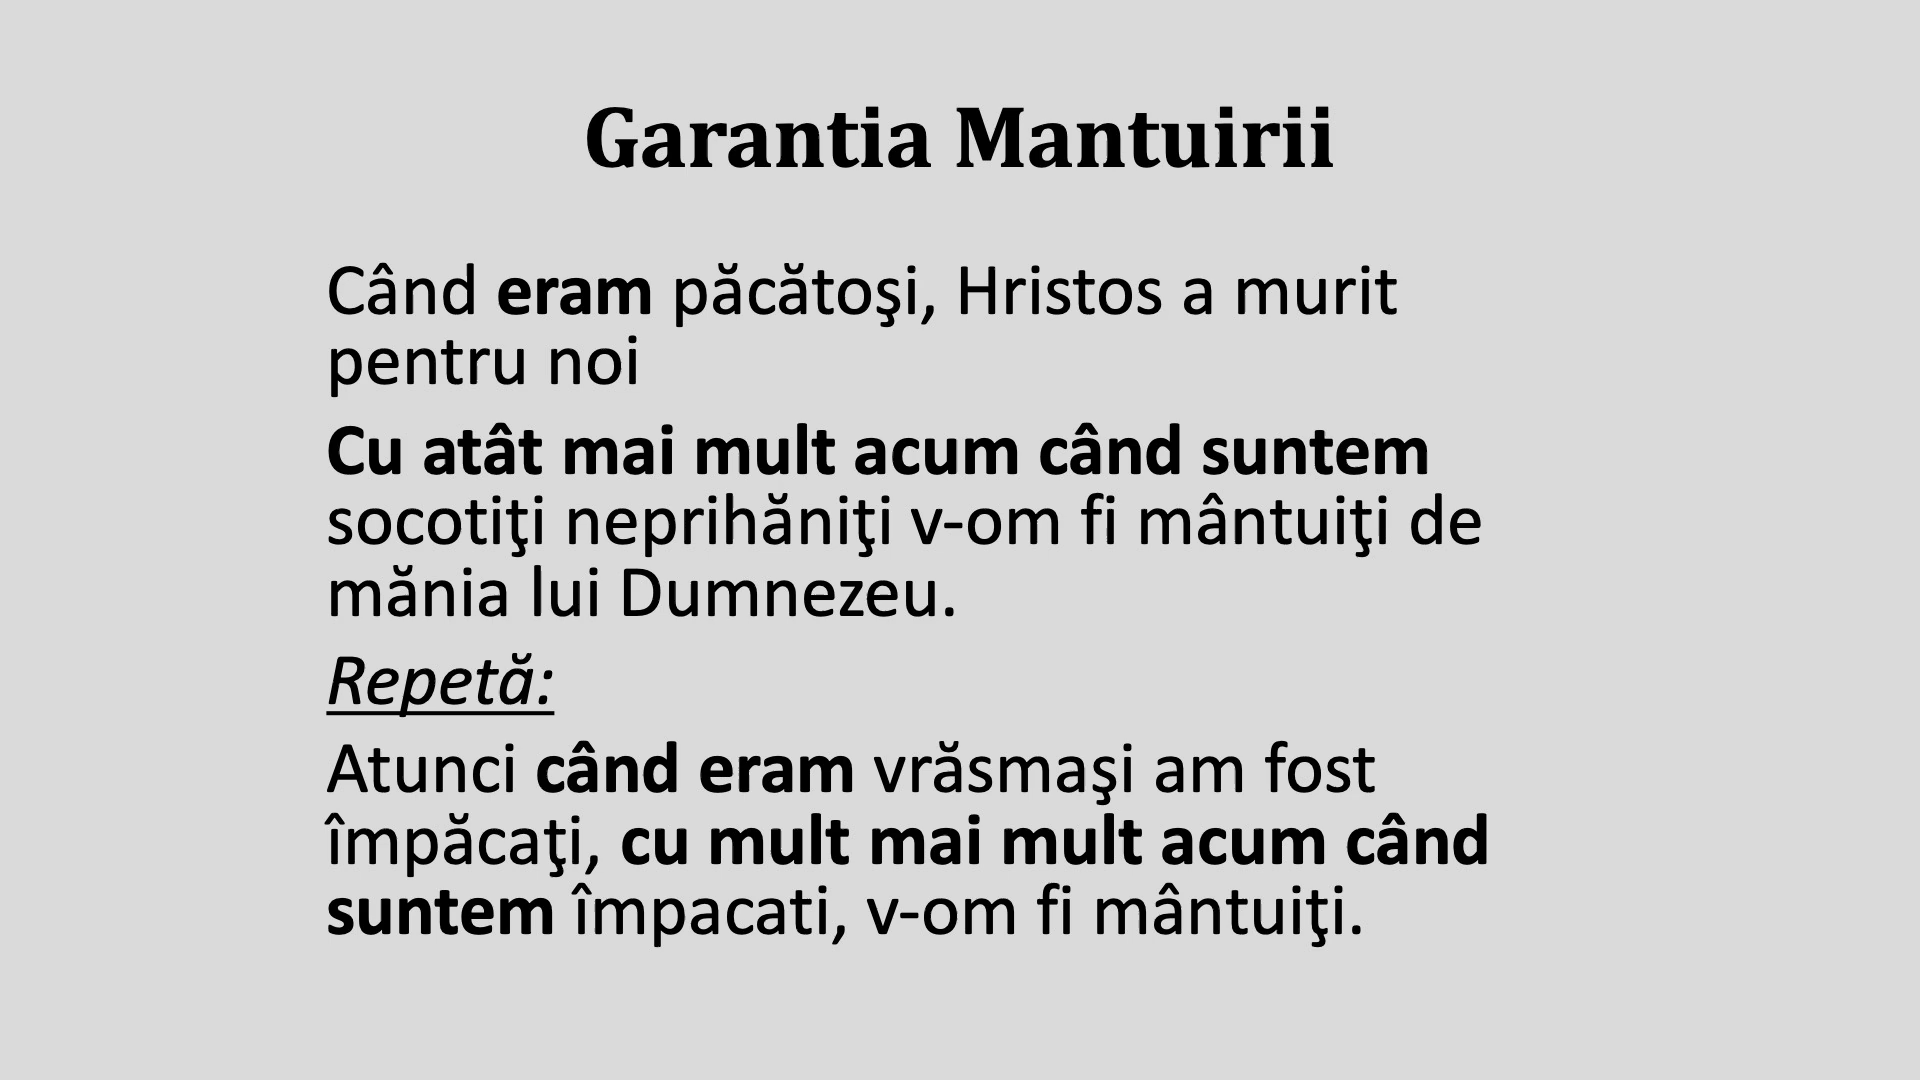 Garantia Mantuirii
Când eram păcătoşi, Hristos a murit
pentru noi
Cu atât mai mult acum când suntem
socotiţi neprihăniţi v-om fi mântuiţi de
mănia lui Dumnezeu.
Repetă:
Atunci când eram vrăsmaşi am fost
împăcaţi, cu mult mai mult acum când
suntem împacati, v-om fi mântuiţi.